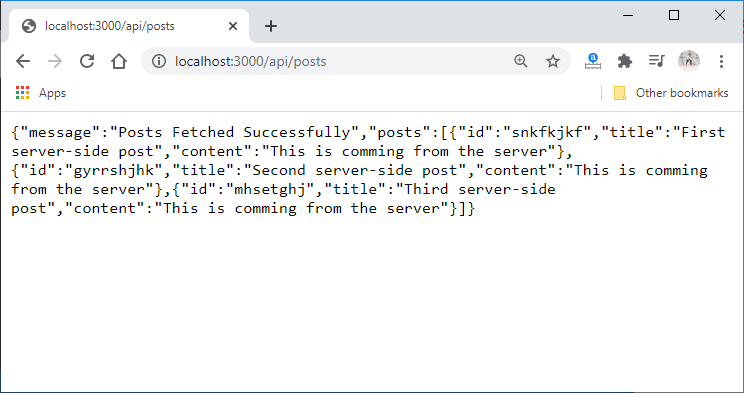 localhost:3000/api/posts
localhost:3000/api/posts
Apps
Other bookmarks
{"message":"Posts Fetched Successfully","posts":[{"id":"snkfkjkf","title":"First
server-side post","content":"This is comming from the server"},
{"id":"gyrrshjhk","title":"Second server-side post","content":"This is comming
from the server"},{"id":"mhsetghj","title":"Third server-side
post","content":"This is comming from the server"}]}